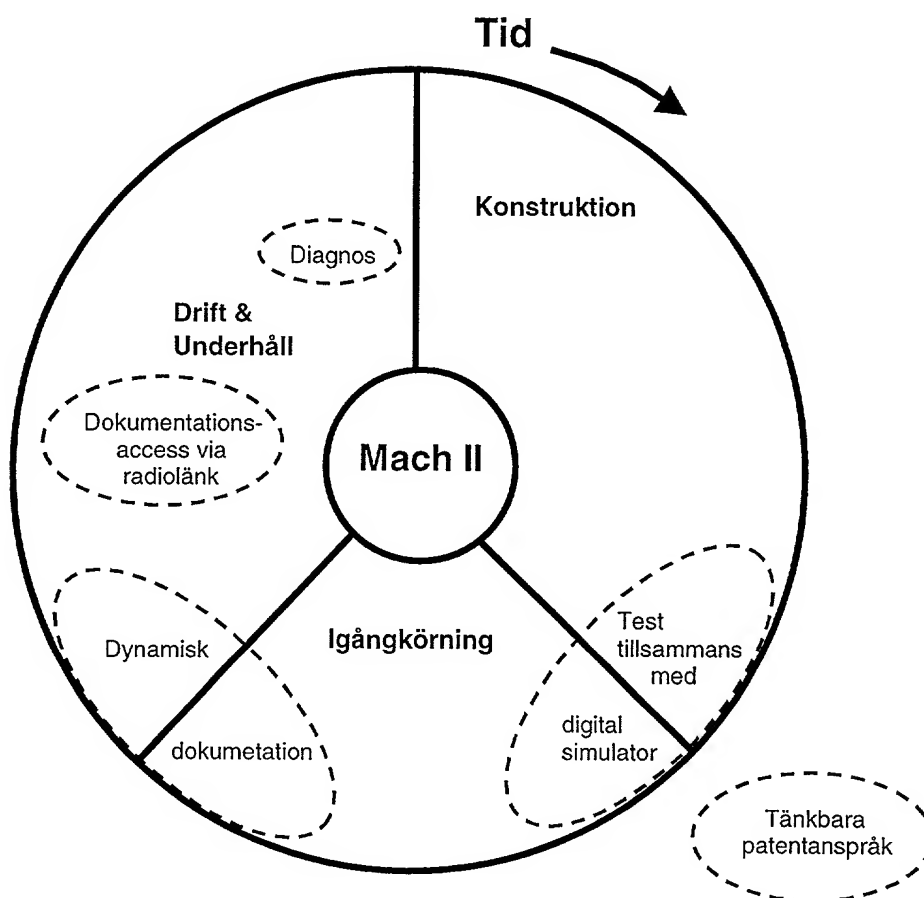 Tid
Konstruktion
Diagnos
Drift &
Underhåll
Dokumentations-
access via
radiolänk
Mach II
Igångkörning
Test
tillsammans
med
digital
simulator
Dynamisk
dokumetation
Tänkbara
patentanspråk